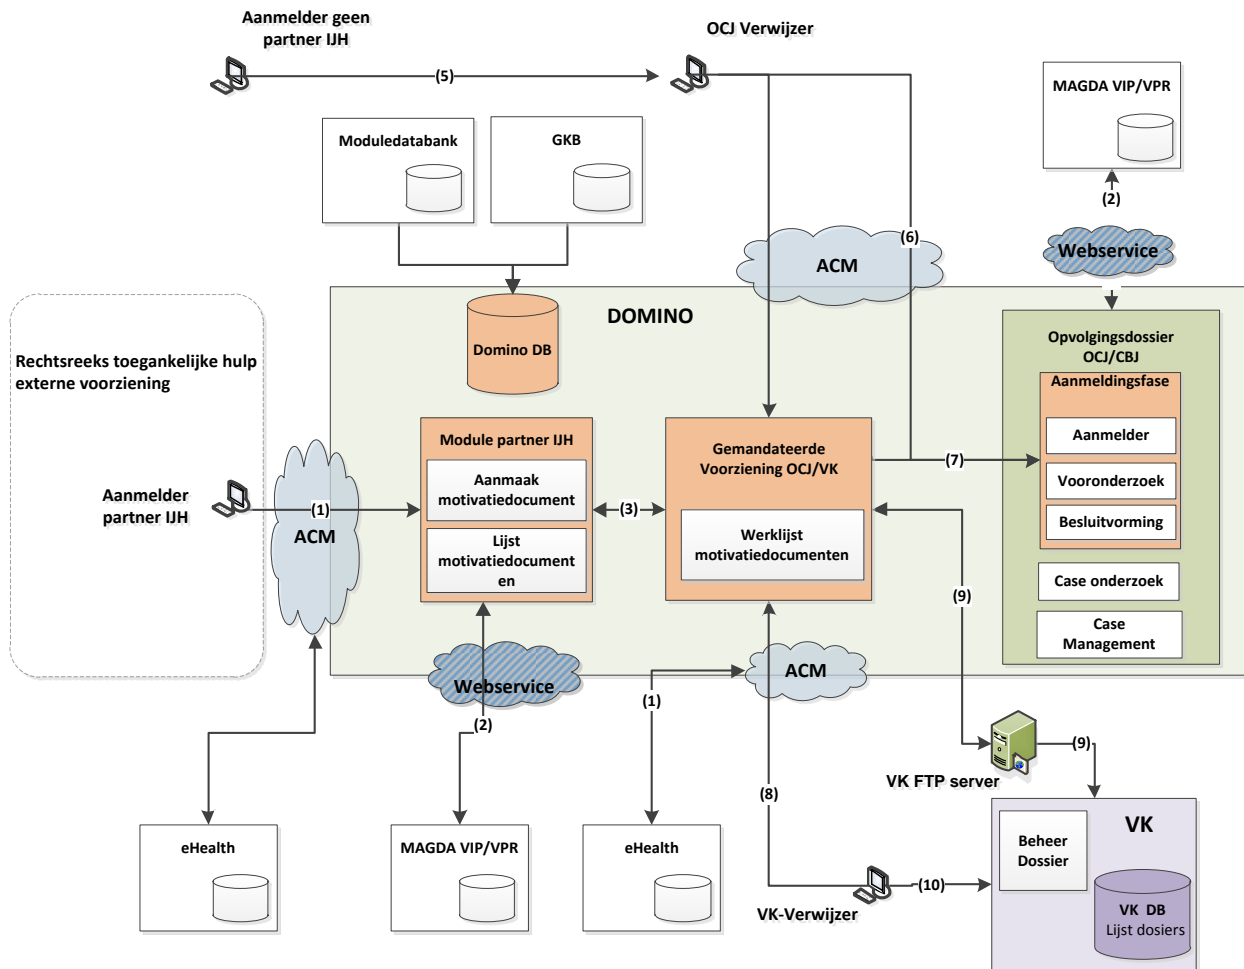 Aanmelder geen
partner IJH
OCJ Verwijzer
(5)
MAGDA VIP/VPR
Moduledatabank
GKB
(2)
(6)
Webservice
ACM
DOMINO
Domino DB
Opvolgingsdossier
OCJ/CBJ
Aanmeldingsfase
Aanmelder
Vooronderzoek
Besluitvorming
Case onderzoek
Case
Management
Rechtsreeks toegankelijke hulp
externe voorziening
Module partner IJH
Aanmaak
motivatiedocument
Lijst
motivatiedocument
en
Gemandateerde
Voorziening OCJ/VK
Werklijst
motivatiedocumenten
(7)
Aanmelder
partner IJH
(1)
ACM
(3)
(9)
Webservice
(2)
(1)
ACM
(8)
VK FTP server
(9)
eHealth
MAGDA VIP/VPR
eHealth
VK-Verwijzer
(10)
VK
Beheer
Dossier
VK DB
Lijst dosiers